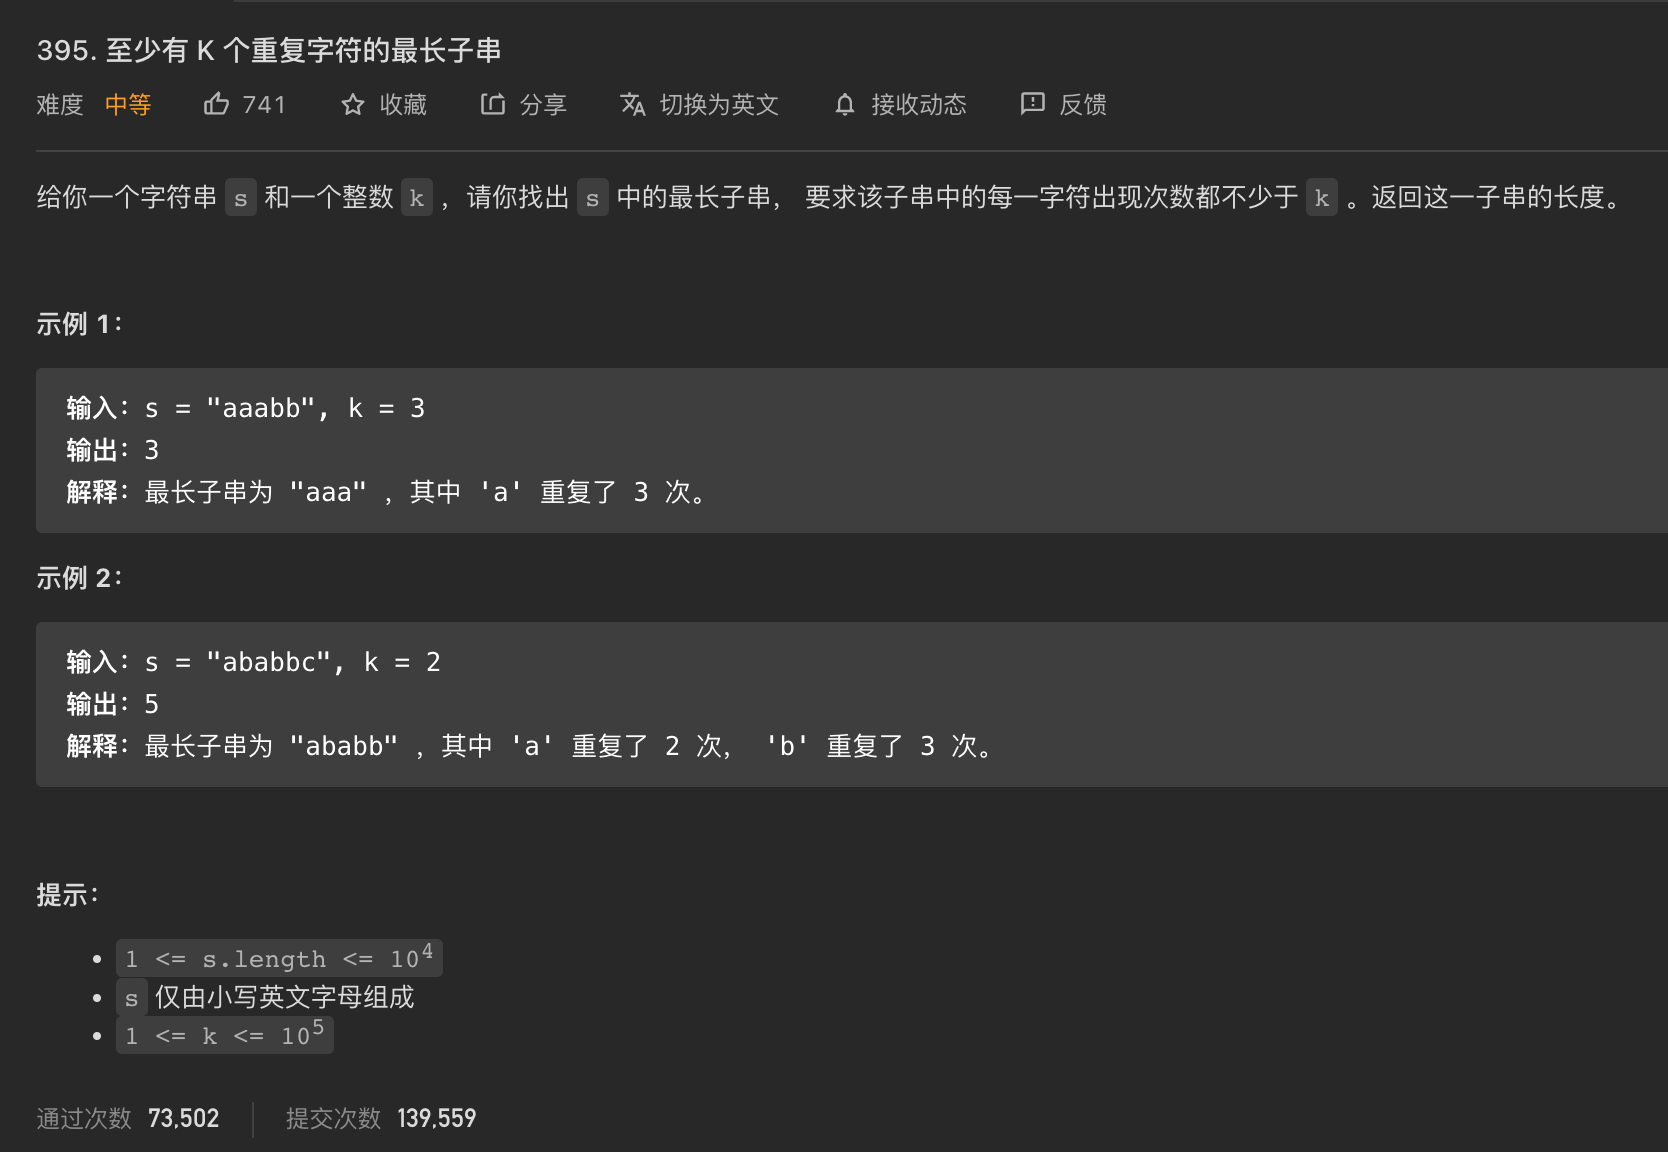 395. 至少有 K 个重复字符的最长子串
难度 中等 741 收藏 分享 切换为英文 接收动态 反馈
给你一个字符串 s 和一个整数 k ，请你找出 s 中的最长子串， 要求该子串中的每一字符出现次数都不少于 k 。返回这一子串的长度。
示例 1：
输入：s = "aaabb", k = 3
输出：3
解释：最长子串为 "aaa" ，其中 'a' 重复了 3 次。
示例 2：
输入：s = "ababbc", k = 2
输出：5
解释：最长子串为 "ababb" ，其中 'a' 重复了 2 次， 'b' 重复了 3 次。
提示：
• 1 <= s.length <= 10⁴
• s 仅由小写英文字母组成
• 1 <= k <= 10⁵
通过次数 73,502 提交次数 139,559